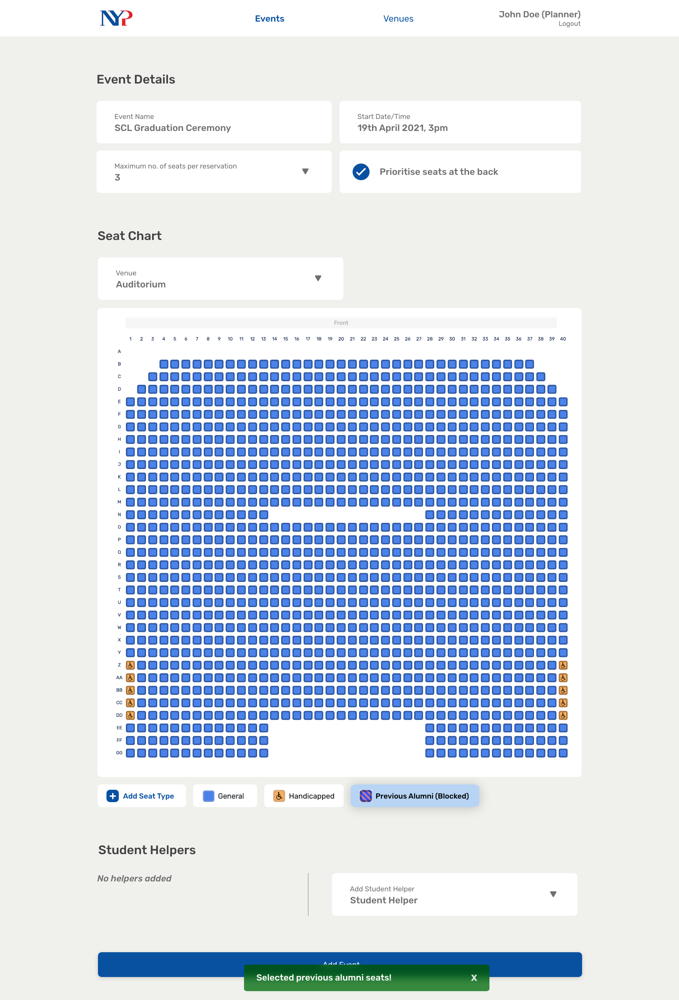 NYP
Events
Venues
John Doe (Planner)
Logout
Event Details
Event Name
SCL Graduation Ceremony
Start Date/Time
19th April 2021, 3pm
Maximum no. of seats per reservation
3
Prioritise seats at the back
Seat Chart
Venue
Auditorium
Front
1 2 3 4 5 6 7 8 9 10 11 12 13 14 15 16 17 18 19 20 21 22 23 24 25 26 27 28 29 30 31 32 33 34 35 36 37 38 39 40
A
B
C
D
E
F
G
H
I
J
K
L
M
N
O
P
Q
R
S
T
U
V
W
X
Y
Z
AA
BB
CC
DD
EE
FF
GG
Add Seat Type
General
Handicapped
Previous Alumni (Blocked)
Student Helpers
No helpers added
Add Student Helper
Student Helper
Add Event
Selected previous alumni seats!
X